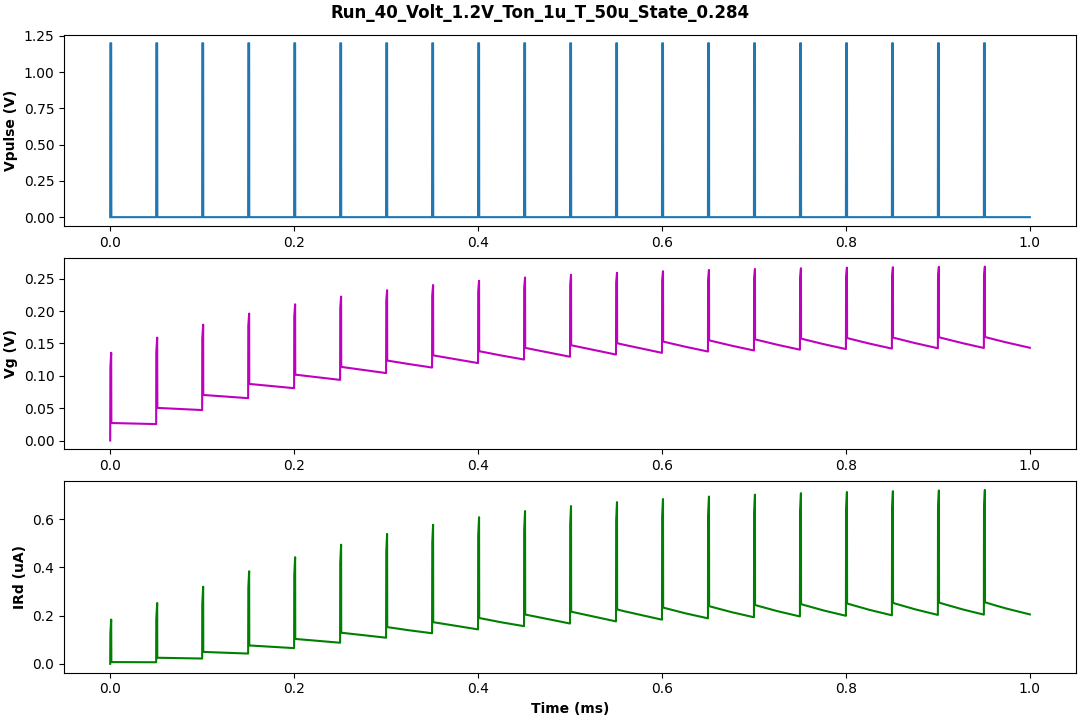 Run_40_Volt_1.2V_Ton_1u_T_50u_State_0.284
Vpulse (V)
1.25
1.00
0.75
0.50
0.25
0.00
0.0 0.2 0.4 0.6 0.8 1.0
Vg (V)
0.25
0.20
0.15
0.10
0.05
0.00
0.0 0.2 0.4 0.6 0.8 1.0
IRd (uA)
0.6
0.4
0.2
0.0
0.0 0.2 0.4 0.6 0.8 1.0
Time (ms)